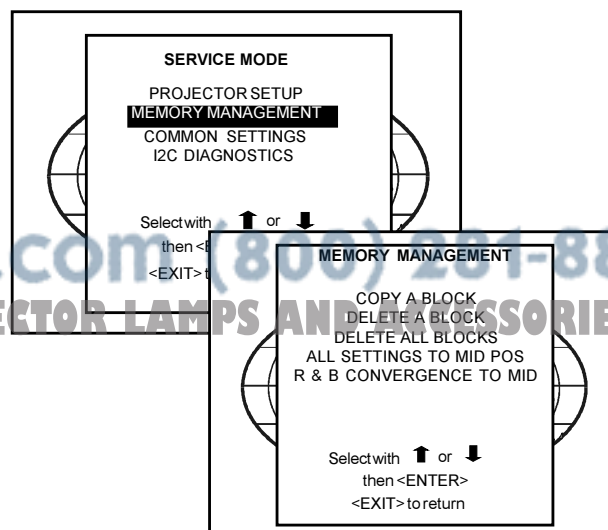 SERVICE MODE
PROJECTOR SETUP
MEMORY MANAGEMENT
COMMON SETTINGS
I2C DIAGNOSTICS
Select with ⬆ or ⬇
then <E
<EXIT> t
MEMORY MANAGEMENT
COPY A BLOCK
DELETE A BLOCK
DELETE ALL BLOCKS
ALL SETTINGS TO MID POS
R & B CONVERGENCE TO MID
Select with ⬆ or ⬇
then <ENTER>
<EXIT> to return
.com (800) 281-88
ECTOR LAMPS AND ACCESSORIE